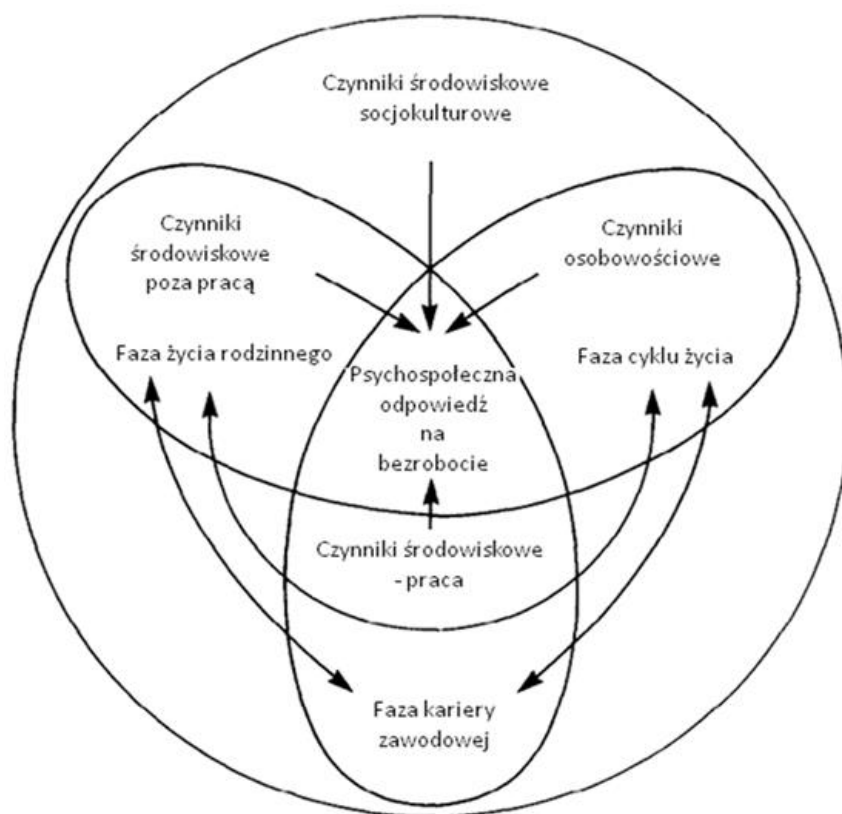 Czynniki środowiskowe
socjokulturowe
Czynniki
środowiskowe
poza pracą
Czynniki
osobowościowe
Faza życia rodzinnego
Psychospołeczna
odpowiedź
na
bezrobocie
Faza cyklu życia
Czynniki środowiskowe
- praca
Faza kariery
zawodowej